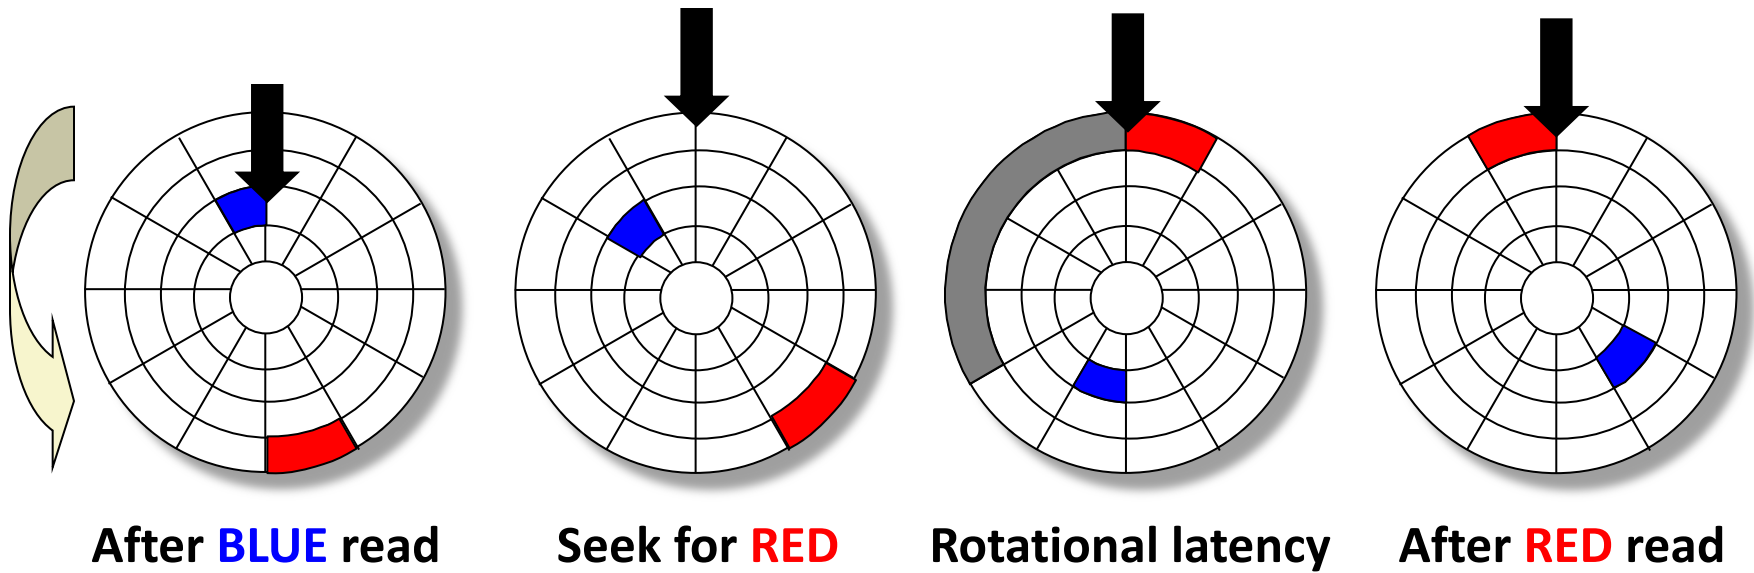 After BLUE read
Seek for RED
Rotational latency
After RED read